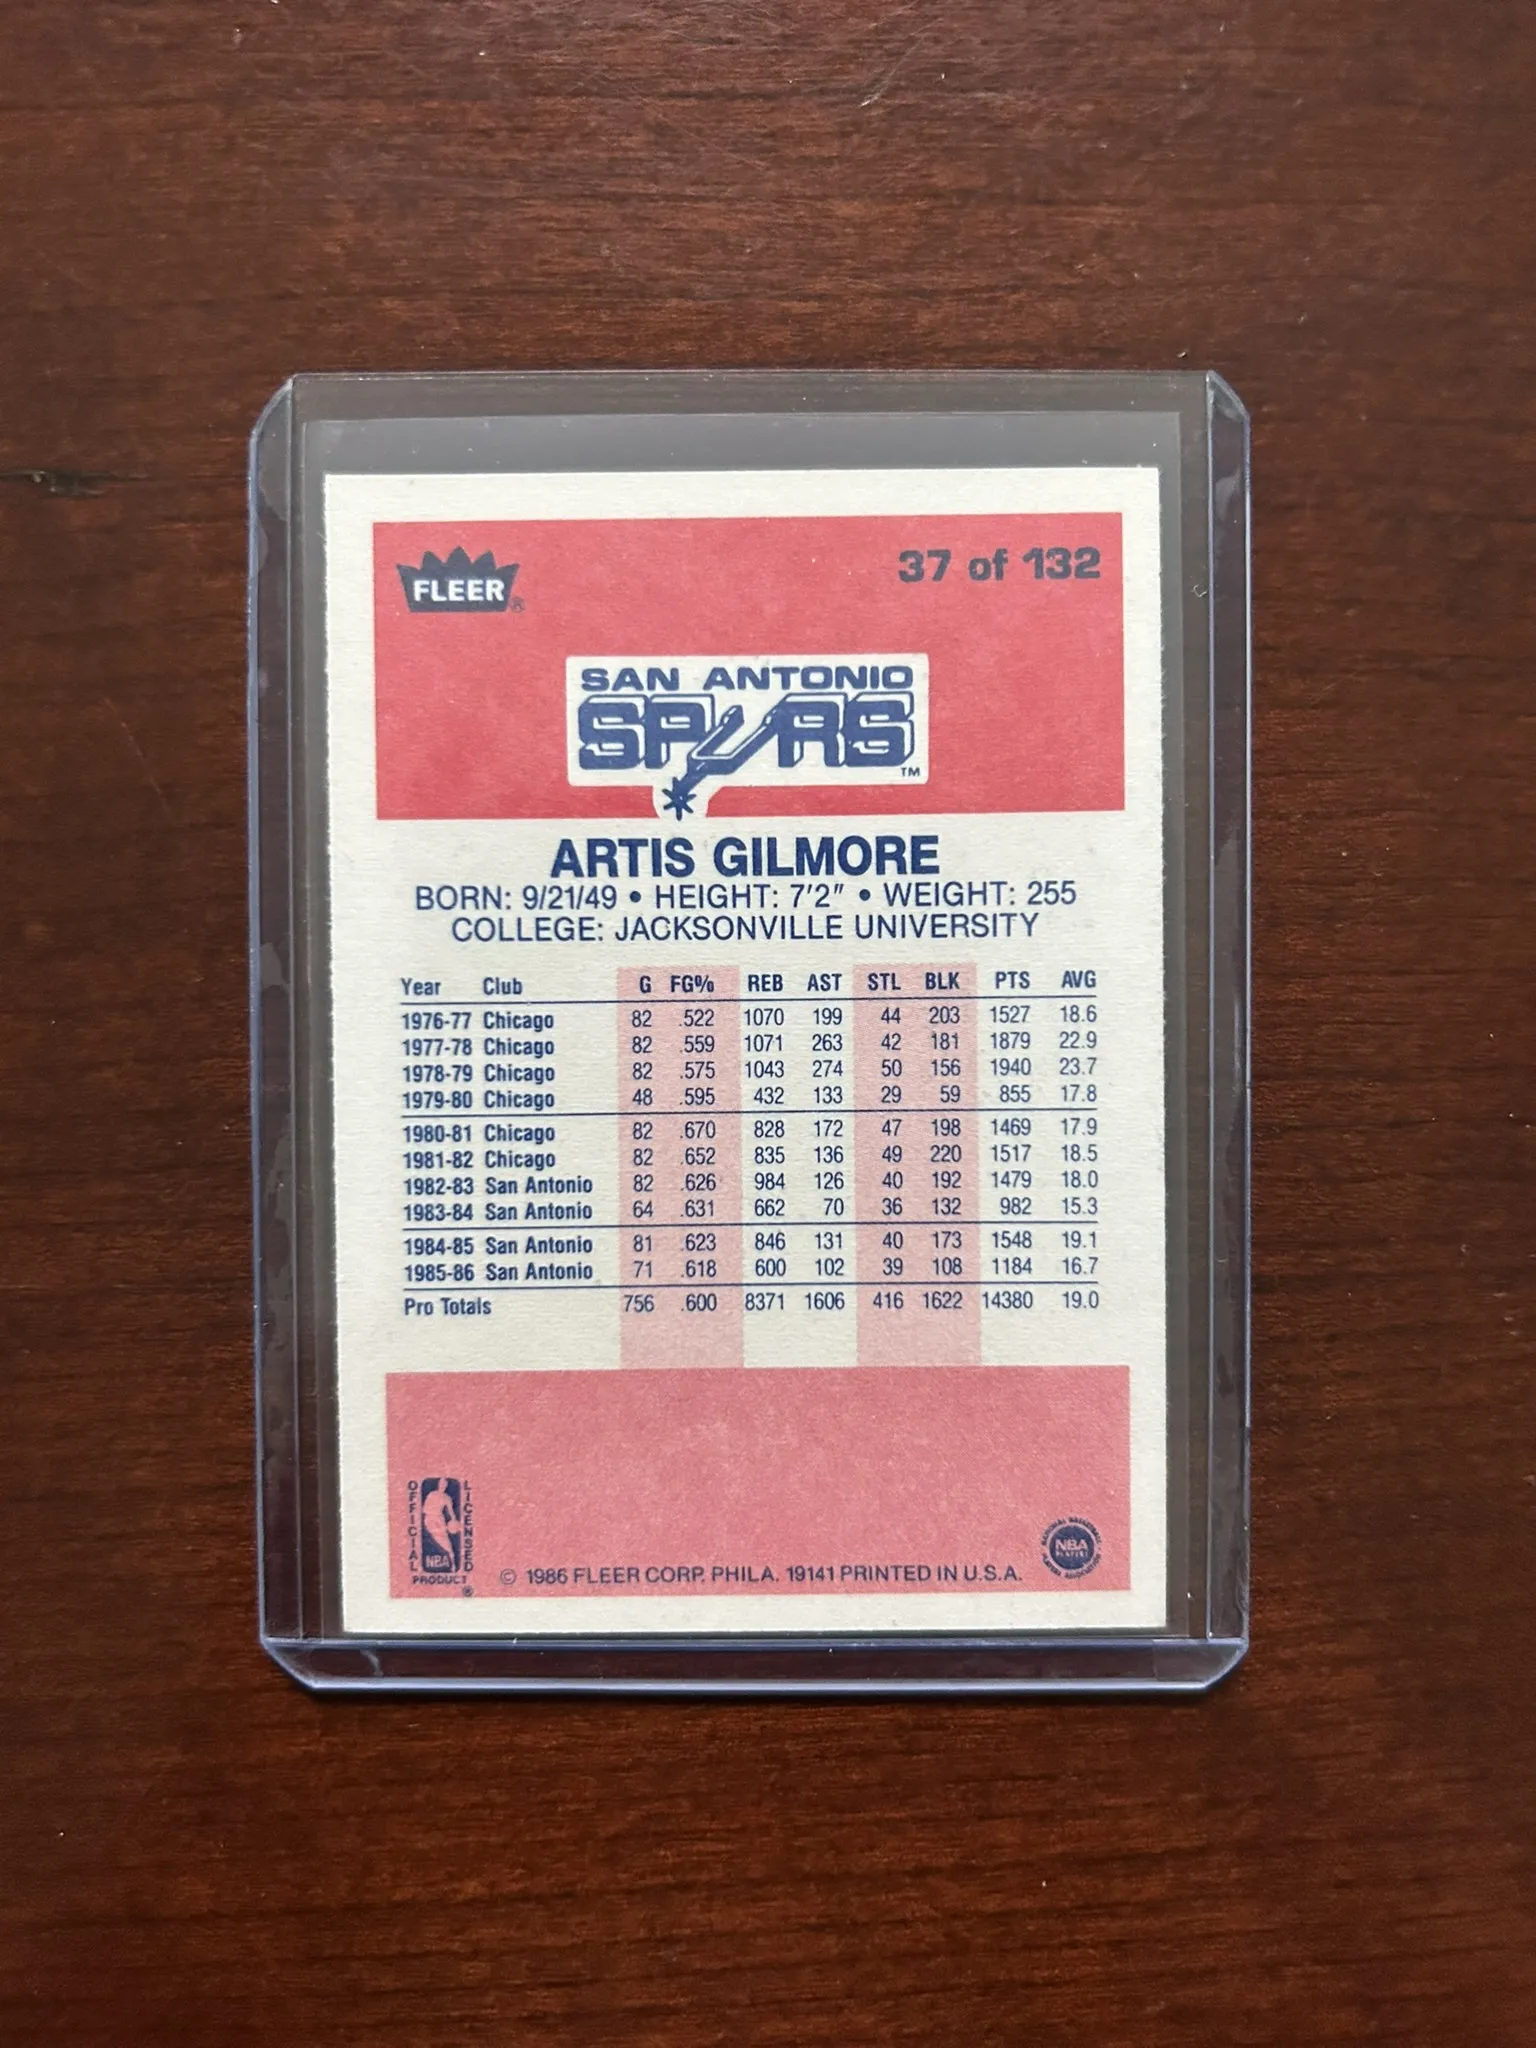 FLEER®
37 of 132
SAN ANTONIO
SPURS™
ARTIS GILMORE
BORN: 9/21/49 • HEIGHT: 7'2" • WEIGHT: 255
COLLEGE: JACKSONVILLE UNIVERSITY
Year Club G FG% REB AST STL BLK PTS AVG
1976-77 Chicago 82 .522 1070 199 44 203 1527 18.6
1977-78 Chicago 82 .559 1071 263 42 181 1879 22.9
1978-79 Chicago 82 .575 1043 274 50 156 1940 23.7
1979-80 Chicago 48 .595 432 133 29 59 855 17.8
1980-81 Chicago 82 .670 828 172 47 198 1469 17.9
1981-82 Chicago 82 .652 835 136 49 220 1517 18.5
1982-83 San Antonio 82 .626 984 126 40 192 1479 18.0
1983-84 San Antonio 64 .631 662 70 36 132 982 15.3
1984-85 San Antonio 81 .623 846 131 40 173 1548 19.1
1985-86 San Antonio 71 .618 600 102 39 108 1184 16.7
Pro Totals 756 .600 8371 1606 416 1622 14380 19.0
OFFICIAL
LICENSED
NBA
PRODUCT
®
© 1986 FLEER CORP. PHILA. 19141 PRINTED IN U.S.A.
NATIONAL BASKETBALL
NBA
PLAYERS
PLAYERS ASSOCIATION